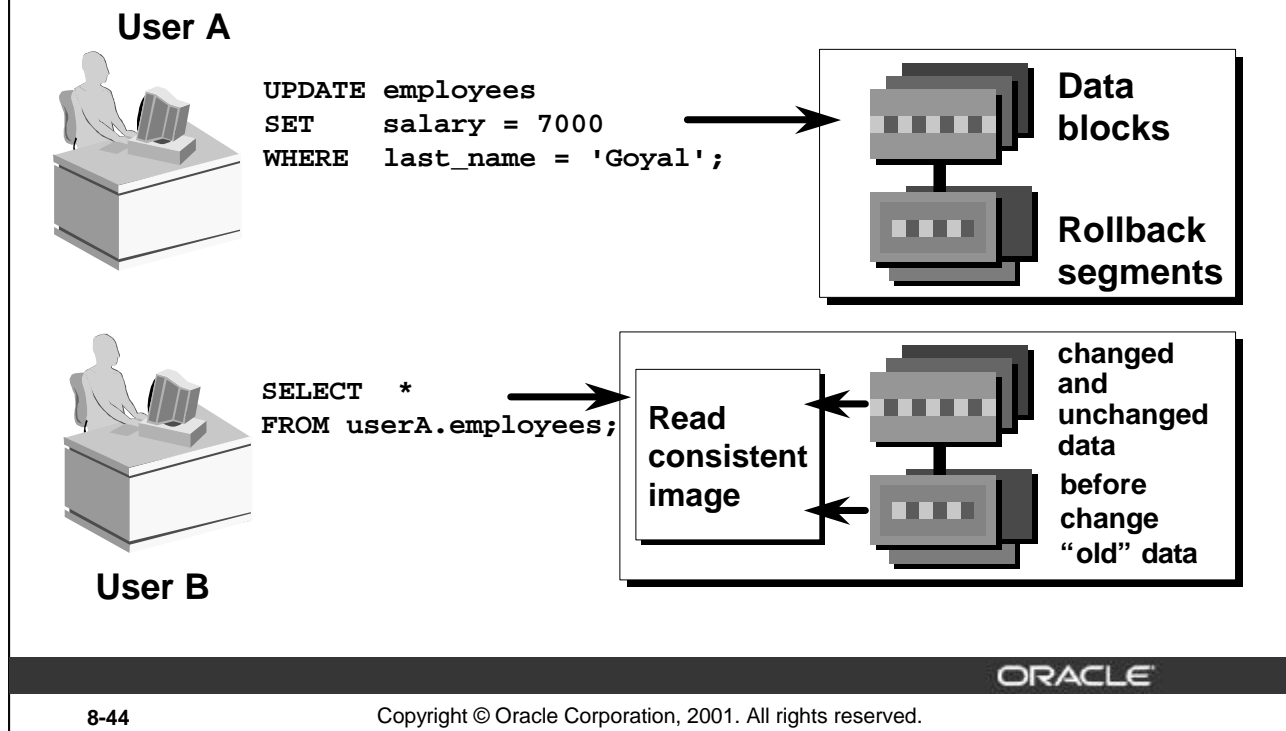 User A
UPDATE employees
SET salary = 7000
WHERE last_name = 'Goyal';
Data
blocks
Rollback
segments
SELECT *
FROM userA.employees;
User B
Read
consistent
image
changed
and
unchanged
data
before
change
“old” data
ORACLE®
8-44
Copyright © Oracle Corporation, 2001. All rights reserved.